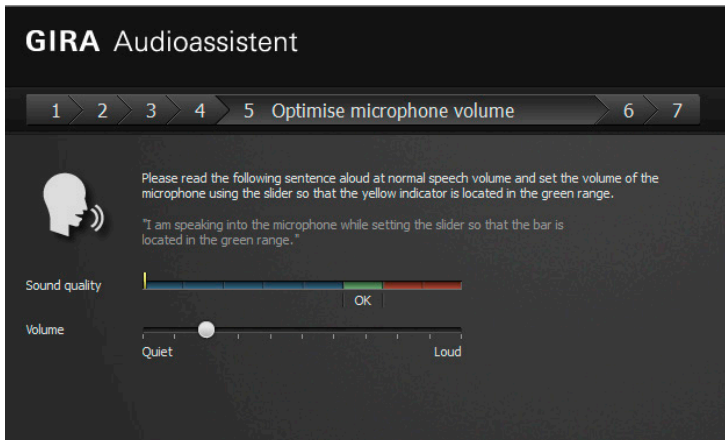 GIRA Audioassistent
1 2 3 4 5 Optimise microphone volume 6 7
Please read the following sentence aloud at normal speech volume and set the volume of the
microphone using the slider so that the yellow indicator is located in the green range.
"I am speaking into the microphone while setting the slider so that the bar is
located in the green range."
Sound quality
OK
Volume
Quiet Loud